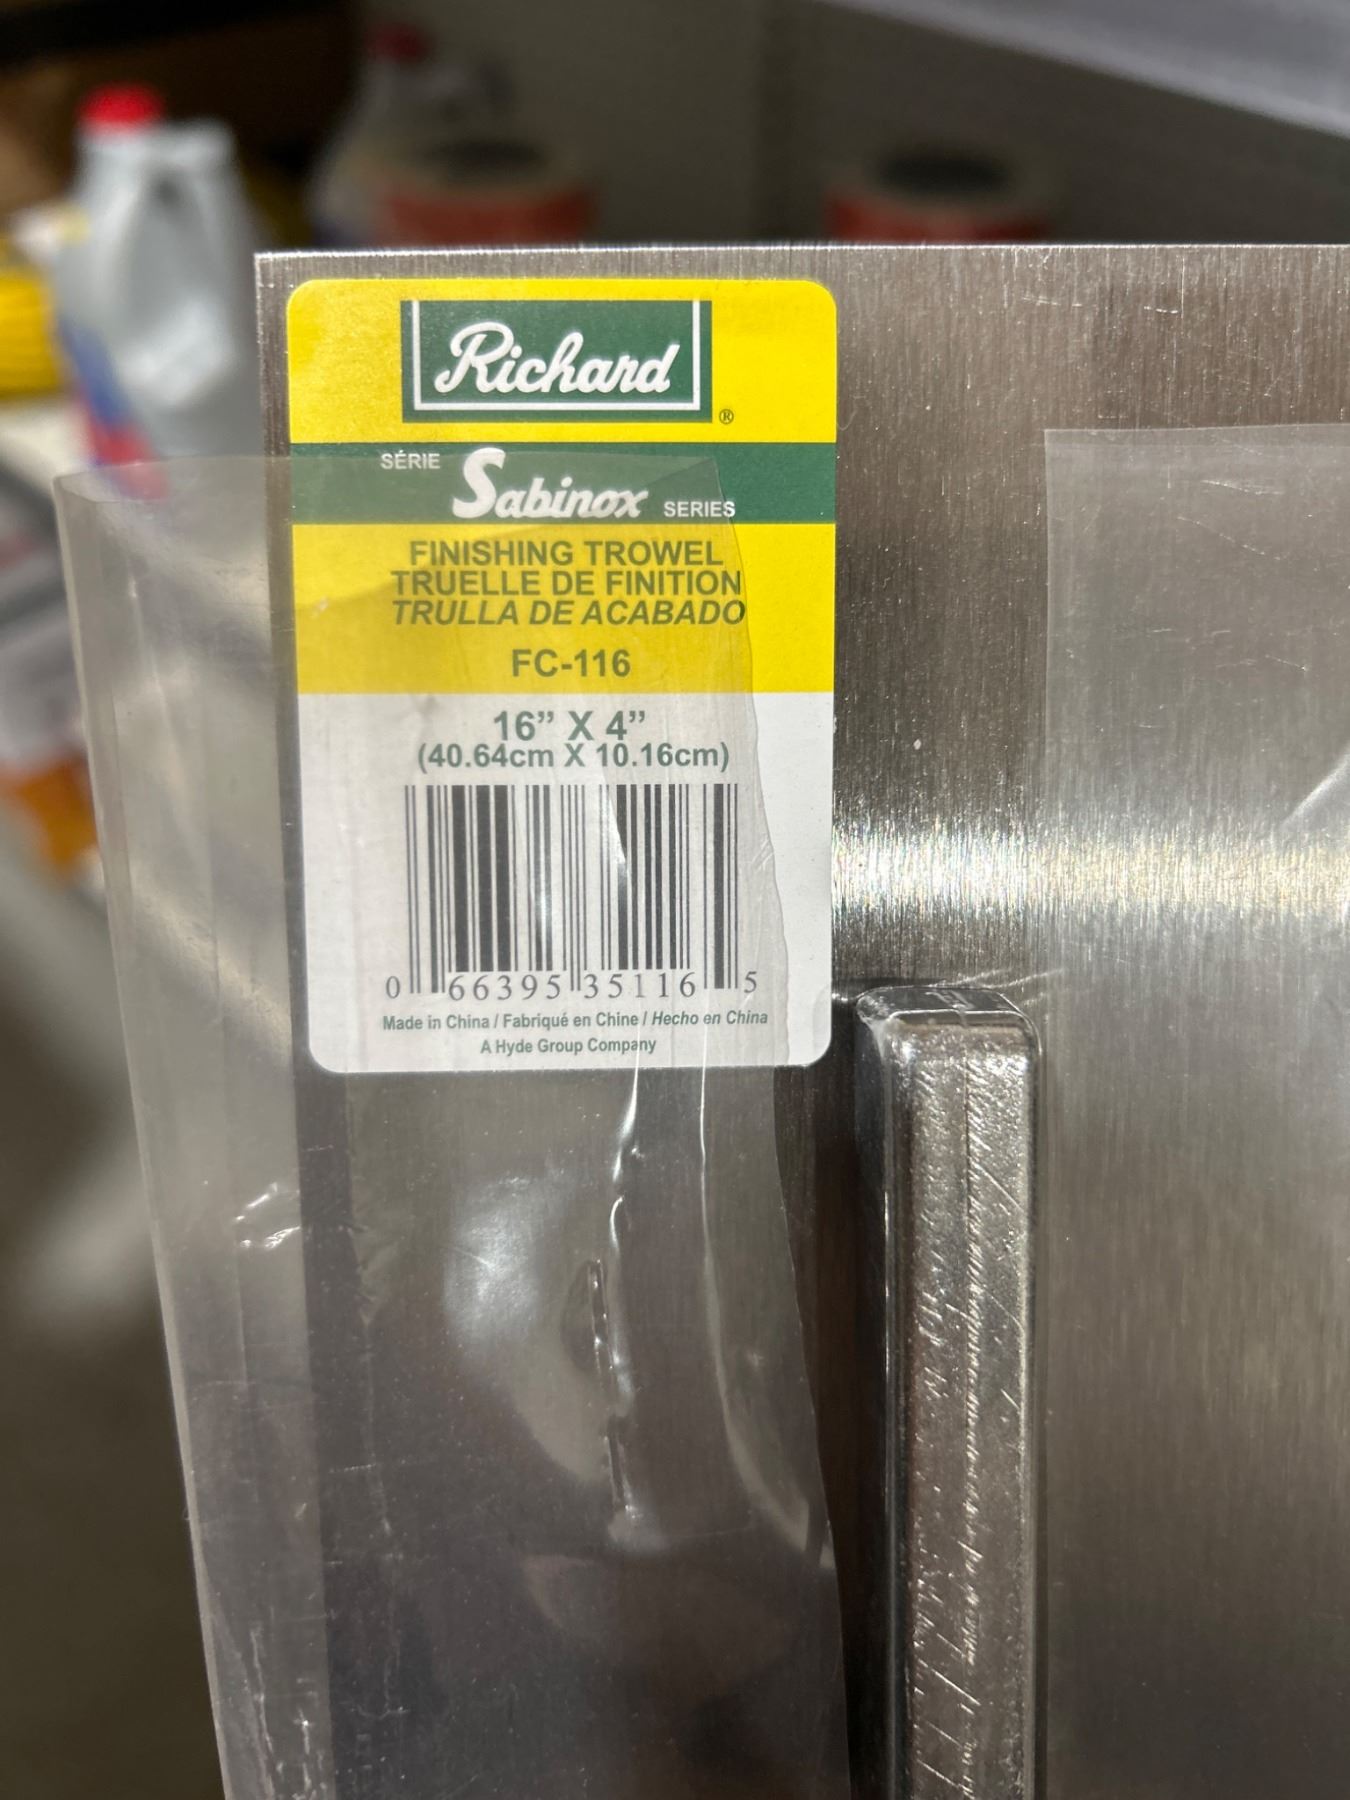 Richard
®
SÉRIE Sabinox SERIES
FINISHING TROWEL
TRUELLE DE FINITION
TRULLA DE ACABADO
FC-116
16” X 4”
(40.64cm X 10.16cm)
0 66395 35116 5
Made in China / Fabriqué en Chine / Hecho en China
A Hyde Group Company